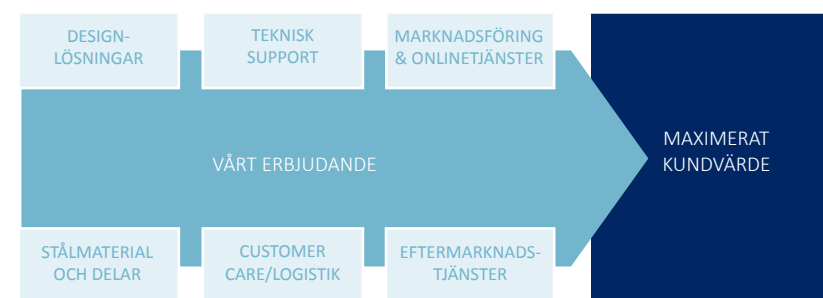 DESIGN-
LÖSNINGAR
TEKNISK
SUPPORT
MARKNADSFÖRING
& ONLINETJÄNSTER
VÅRT ERBJUDANDE
MAXIMERAT
KUNDVÄRDE
STÅLMATERIAL
OCH DELAR
CUSTOMER
CARE/LOGISTIK
EFTERMARKNADS-
TJÄNSTER